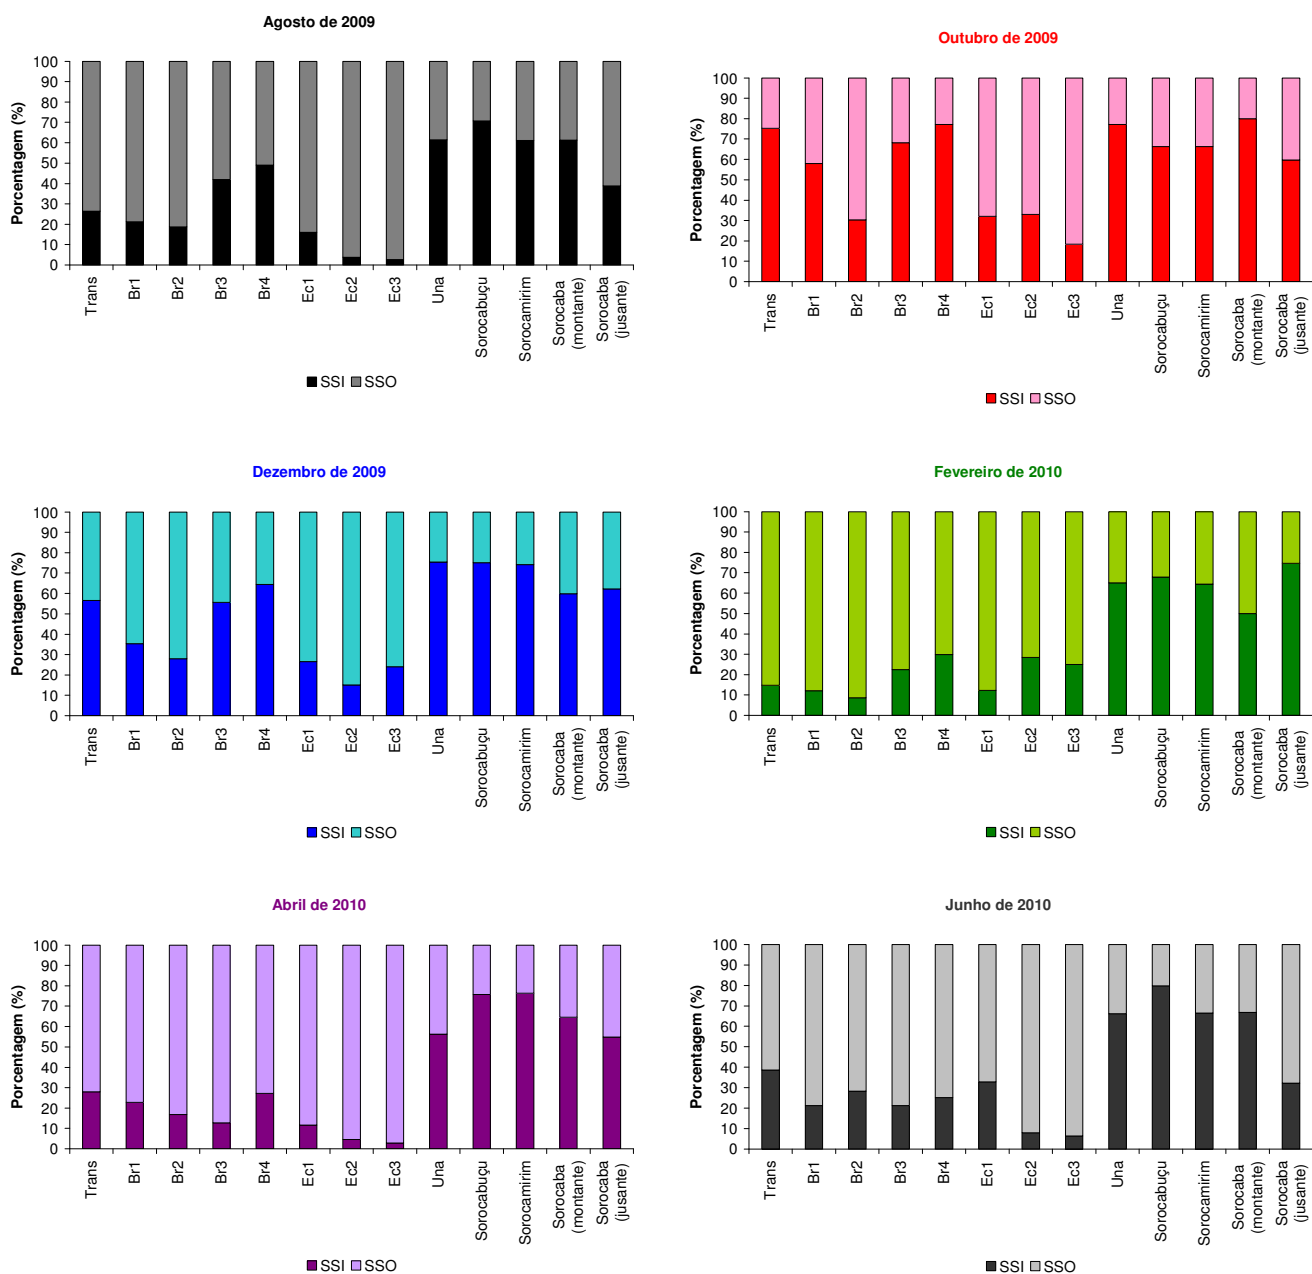 Agosto de 2009
Porcentagem (%)
100
90
80
70
60
50
40
30
20
10
0
Trans
Br1
Br2
Br3
Br4
Ec1
Ec2
Ec3
Una
Sorocabuçu
Sorocamirim
Sorocaba
(montante)
Sorocaba
(jusante)
SSI SSO
Outubro de 2009
Porcentagem (%)
100
90
80
70
60
50
40
30
20
10
0
Trans
Br1
Br2
Br3
Br4
Ec1
Ec2
Ec3
Una
Sorocabuçu
Sorocamirim
Sorocaba
(montante)
Sorocaba
(jusante)
SSI SSO
Dezembro de 2009
Porcentagem (%)
100
90
80
70
60
50
40
30
20
10
0
Trans
Br1
Br2
Br3
Br4
Ec1
Ec2
Ec3
Una
Sorocabuçu
Sorocamirim
Sorocaba
(montante)
Sorocaba
(jusante)
SSI SSO
Fevereiro de 2010
Porcentagem (%)
100
90
80
70
60
50
40
30
20
10
0
Trans
Br1
Br2
Br3
Br4
Ec1
Ec2
Ec3
Una
Sorocabuçu
Sorocamirim
Sorocaba
(montante)
Sorocaba
(jusante)
SSI SSO
Abril de 2010
Porcentagem (%)
100
90
80
70
60
50
40
30
20
10
0
Trans
Br1
Br2
Br3
Br4
Ec1
Ec2
Ec3
Una
Sorocabuçu
Sorocamirim
Sorocaba
(montante)
Sorocaba
(jusante)
SSI SSO
Junho de 2010
Porcentagem (%)
100
90
80
70
60
50
40
30
20
10
0
Trans
Br1
Br2
Br3
Br4
Ec1
Ec2
Ec3
Una
Sorocabuçu
Sorocamirim
Sorocaba
(montante)
Sorocaba
(jusante)
SSI SSO